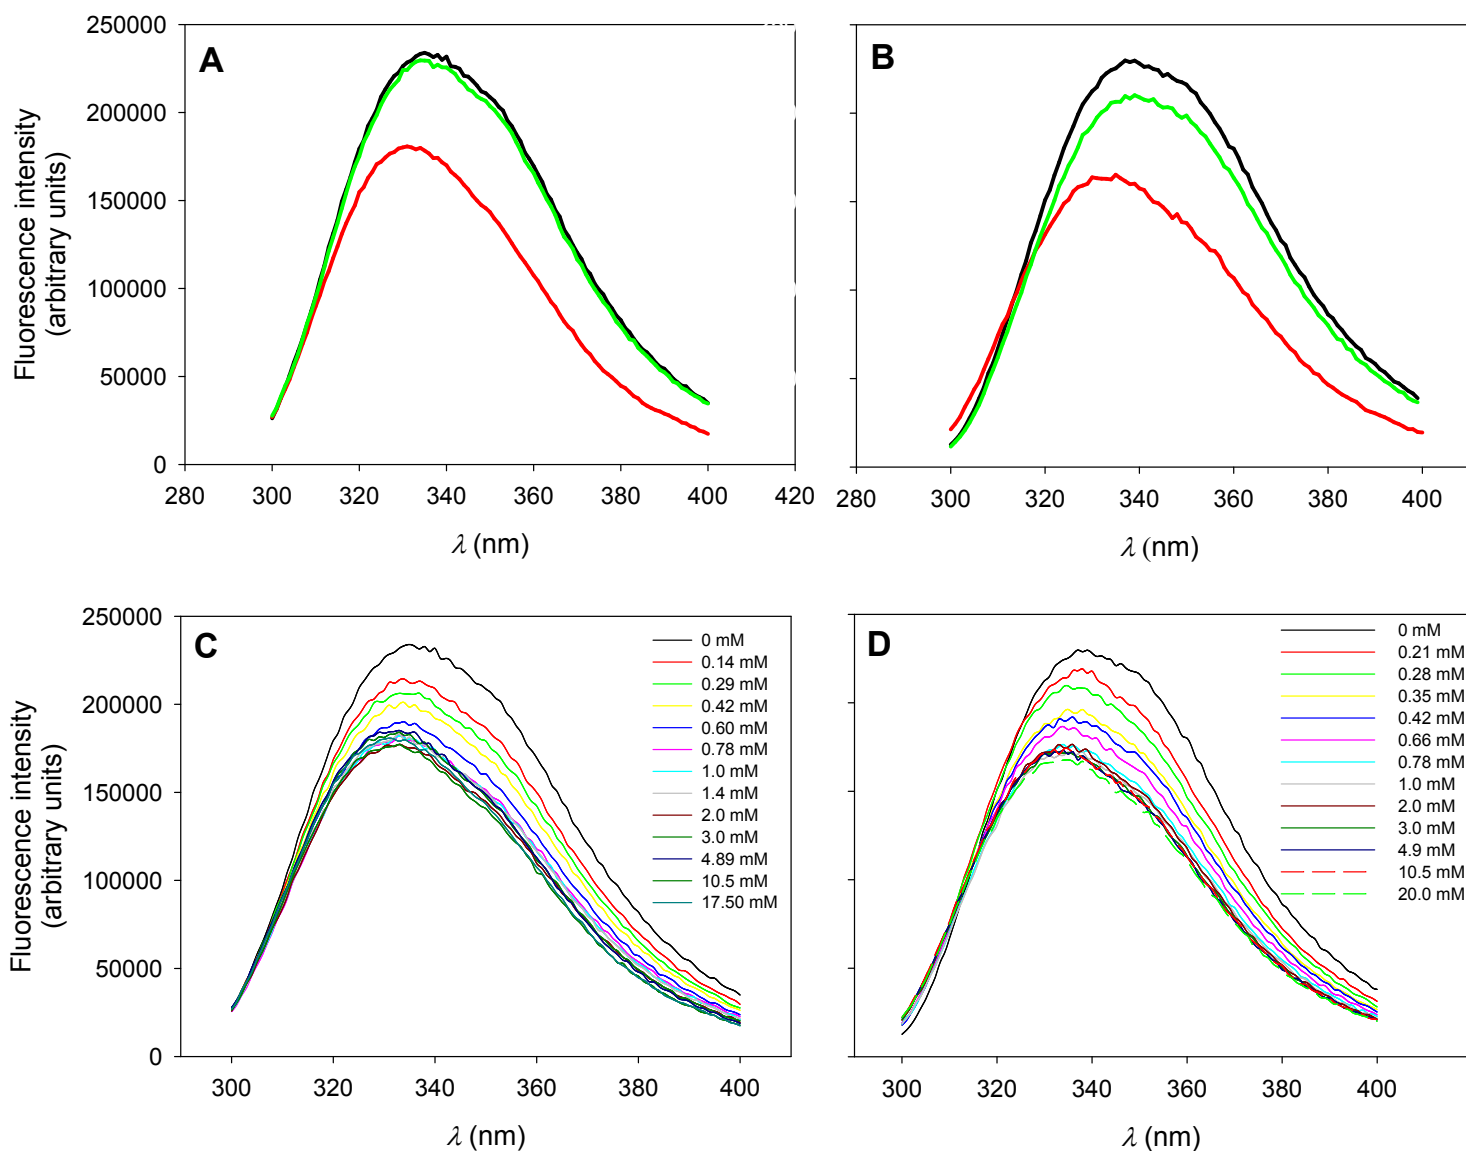 A
B
Fluorescence intensity
(arbitrary units)
250000
200000
150000
100000
50000
0
280 300 320 340 360 380 400 420
280 300 320 340 360 380 400
λ (nm)
λ (nm)
C
D
Fluorescence intensity
(arbitrary units)
250000
200000
150000
100000
50000
0
0 mM
0.14 mM
0.29 mM
0.42 mM
0.60 mM
0.78 mM
1.0 mM
1.4 mM
2.0 mM
3.0 mM
4.89 mM
10.5 mM
17.50 mM
0 mM
0.21 mM
0.28 mM
0.35 mM
0.42 mM
0.66 mM
0.78 mM
1.0 mM
2.0 mM
3.0 mM
4.9 mM
10.5 mM
20.0 mM
300 320 340 360 380 400
300 320 340 360 380 400
λ (nm)
λ (nm)